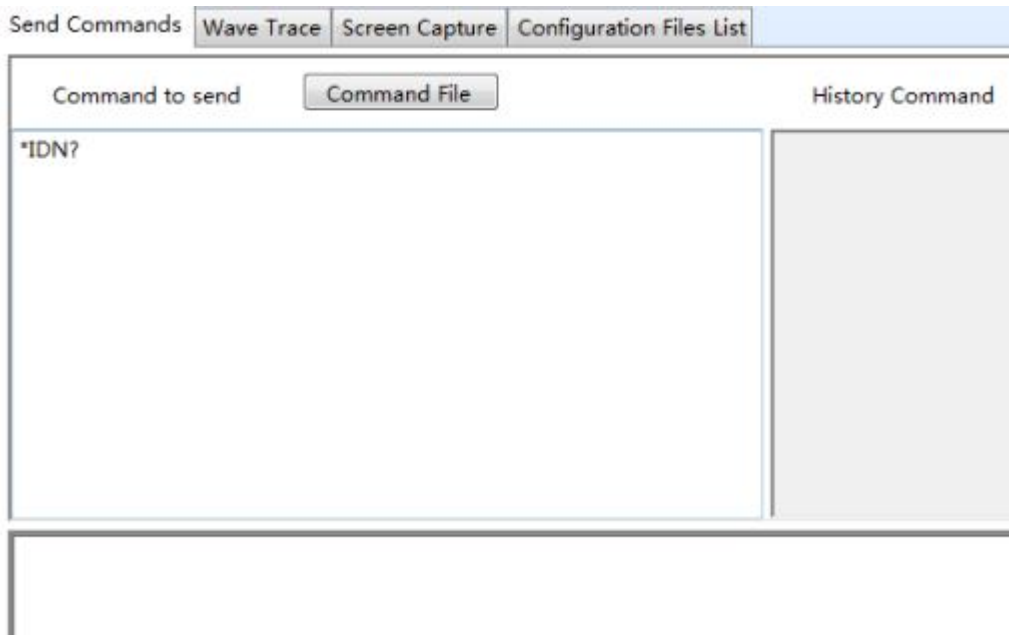 Send Commands Wave Trace Screen Capture Configuration Files List
Command to send Command File History Command
*IDN?